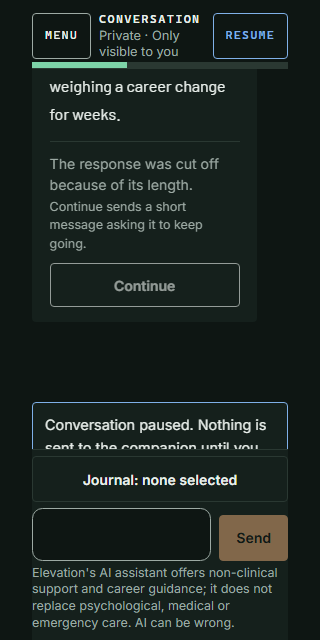 MENU
CONVERSATION
Private · Only
visible to you
RESUME
weighing a career change
for weeks.
The response was cut off
because of its length.
Continue sends a short
message asking it to keep
going.
Continue
Conversation paused. Nothing is
sent to the companion until you
Journal: none selected
Send
Elevation's AI assistant offers non-clinical
support and career guidance; it does not
replace psychological, medical or
emergency care. AI can be wrong.